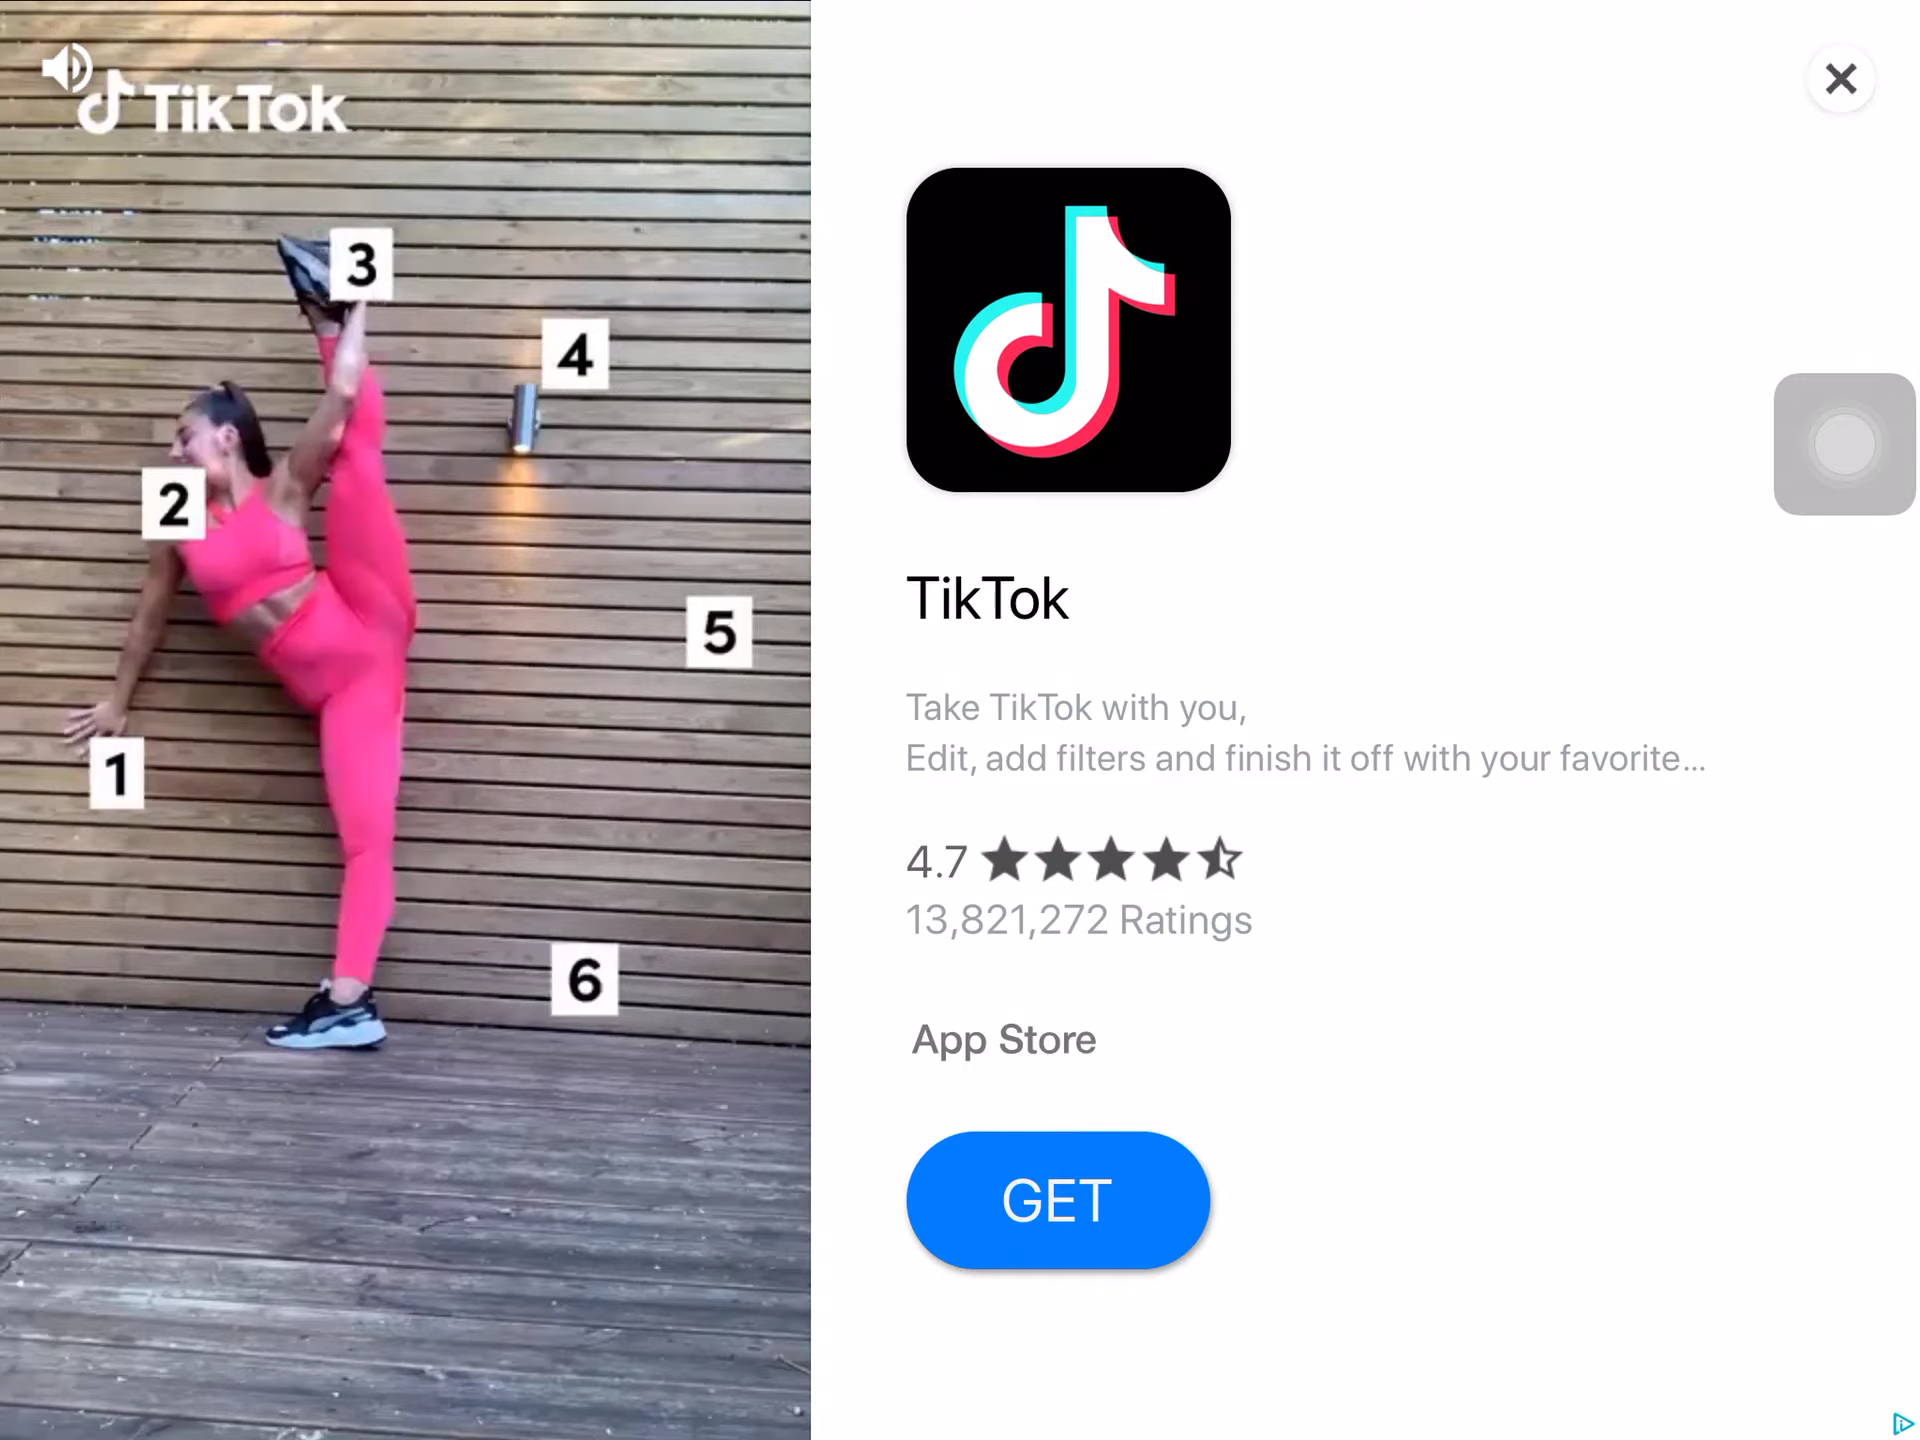 TikTok
3
4
2
5
1
6
TikTok
Take TikTok with you,
Edit, add filters and finish it off with your favorite...
4.7
13,821,272 Ratings
App Store
GET